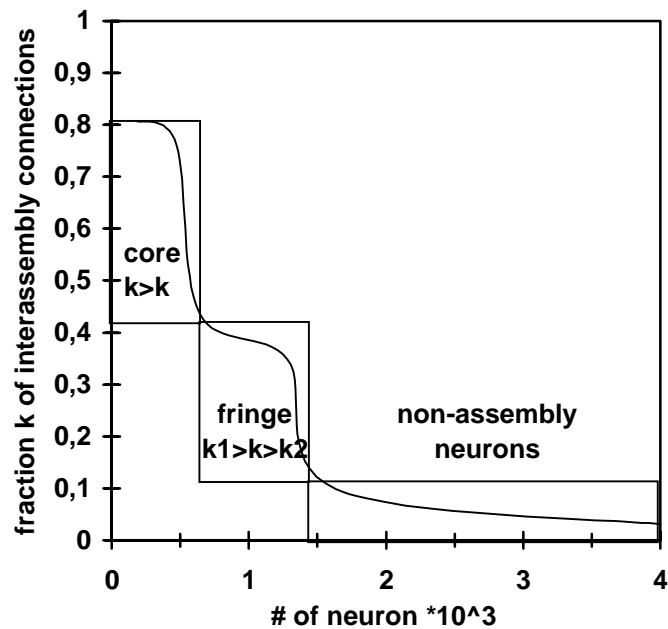 fraction k of interassembly connections
1
0,9
0,8
0,7
0,6
0,5
0,4
0,3
0,2
0,1
0
core
k>k
fringe
k1>k>k2
non-assembly
neurons
0
1
2
3
4
# of neuron *10^3